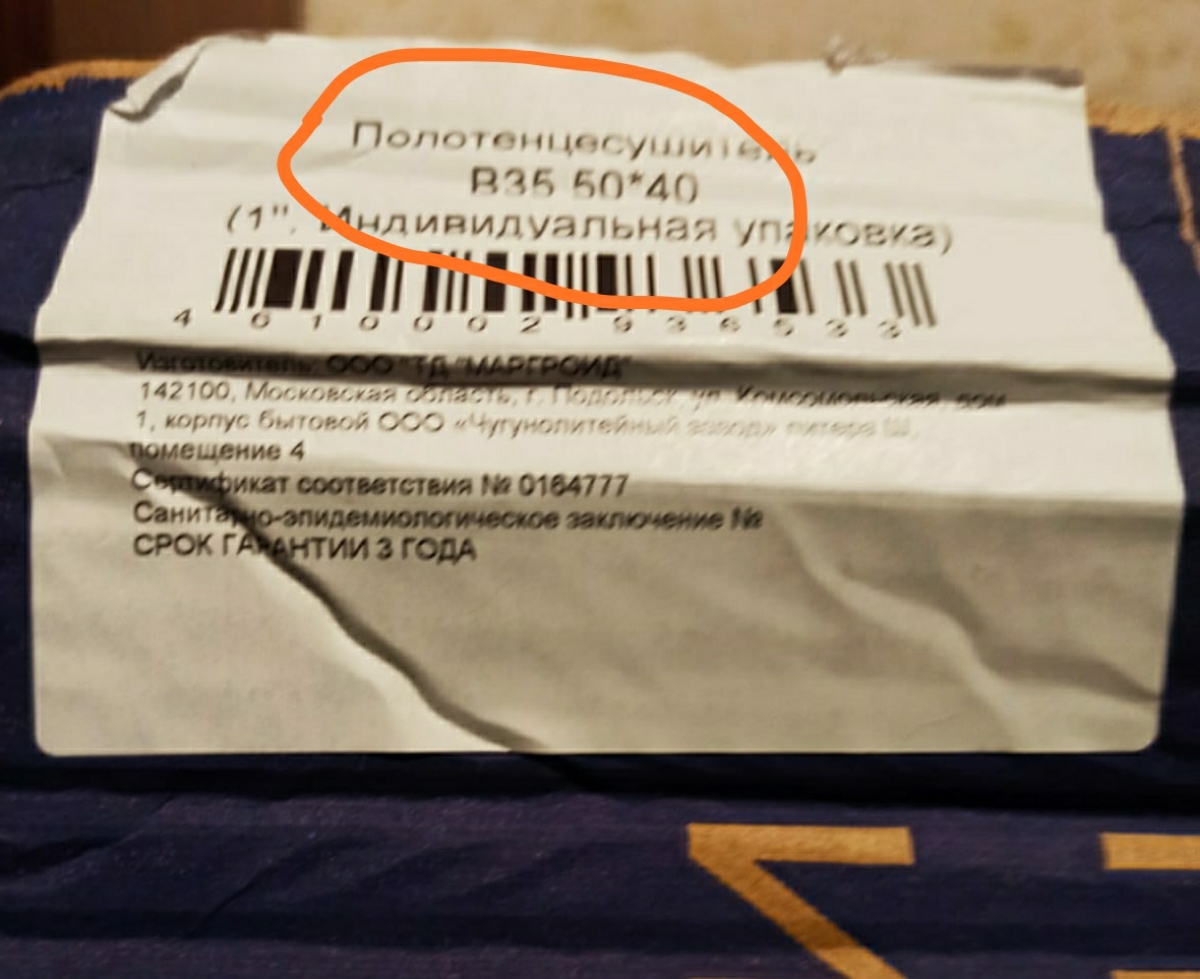 Полотенцесушитель
В35 50*40
(1". Индивидуальная упаковка)
4 610002 936533
Изготовитель: ООО "ТД "МАРГРОИД"
142100, Московская область, г. Подольск, ул. Комсомольская, дом
1, корпус бытовой ООО «Чугунолитейный завод» литера Ш,
помещение 4
Сертификат соответствия № 0164777
Санитарно-эпидемиологическое заключение №
СРОК ГАРАНТИИ 3 ГОДА